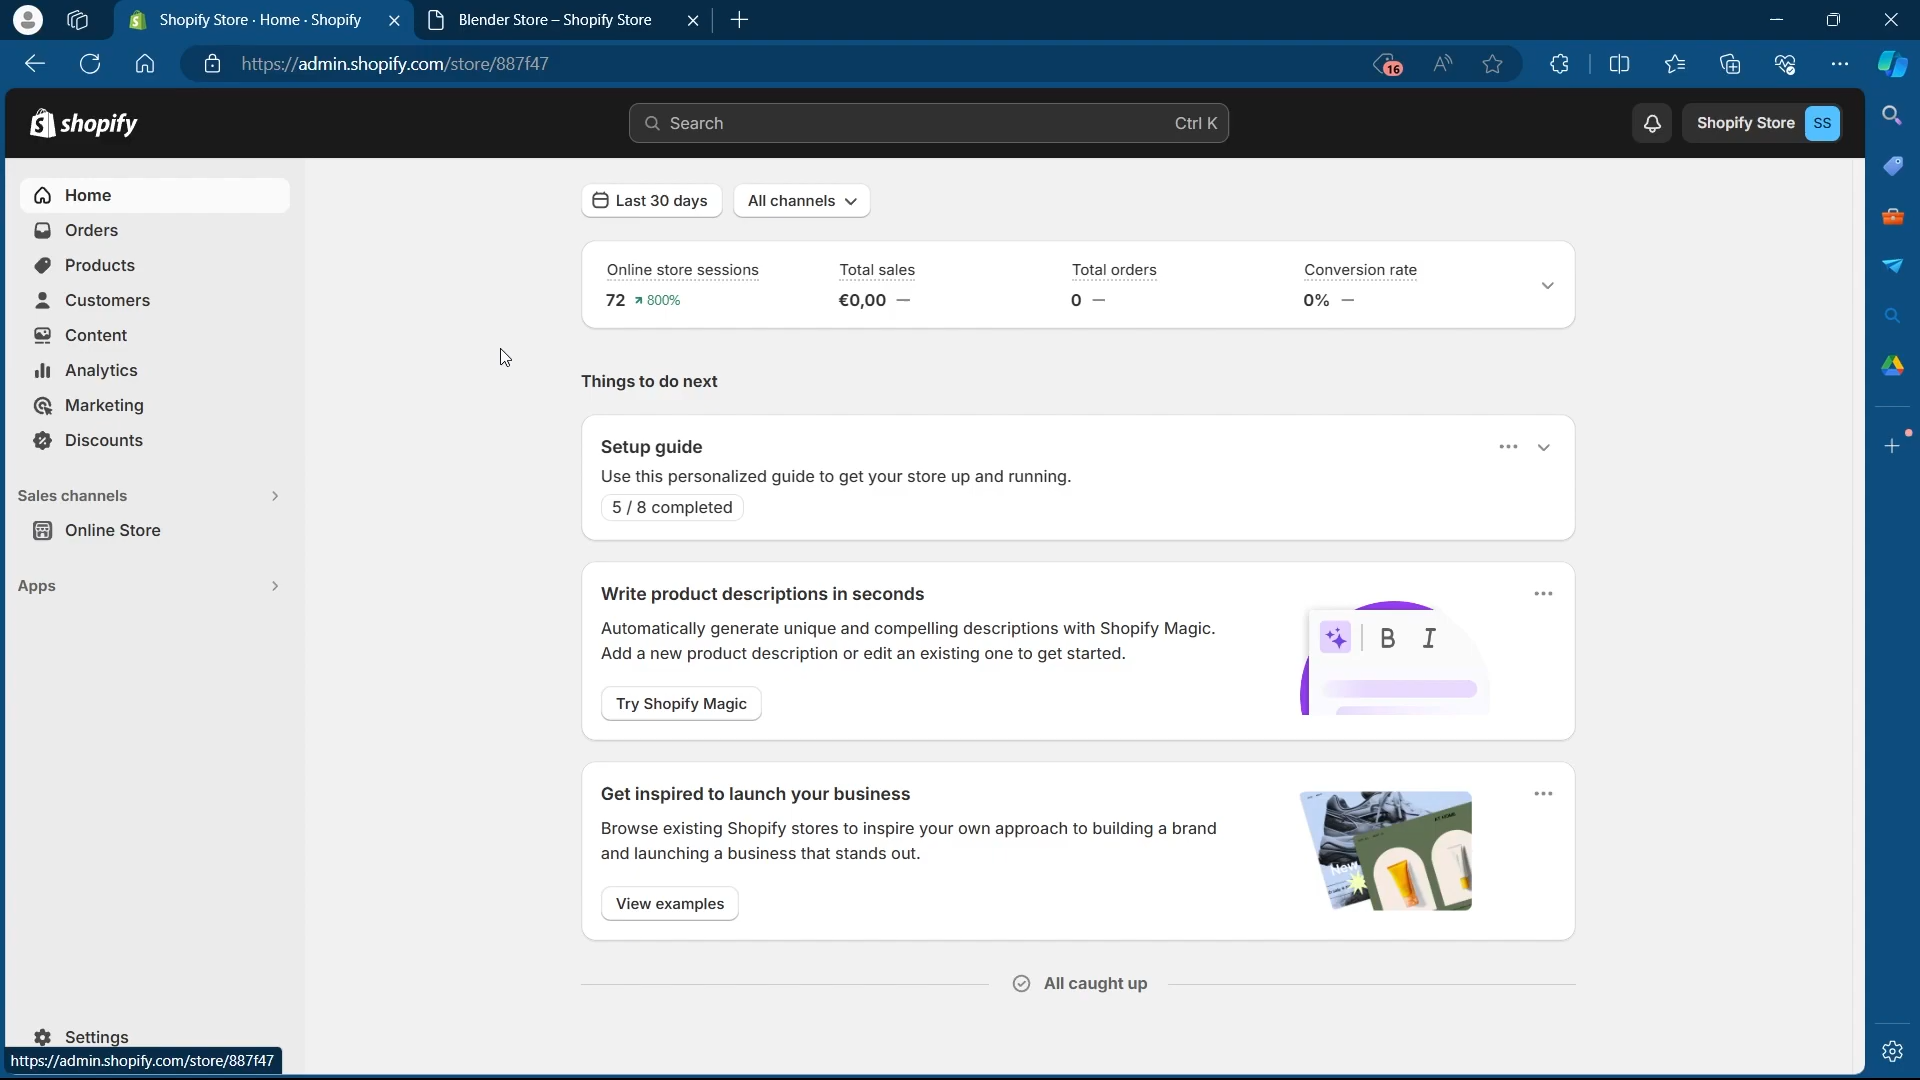 Shopify Store · Home · Shopify
Blender Store – Shopify Store
https://admin.shopify.com/store/887f47
16
shopify
Search
Ctrl K
Shopify Store
SS
Home
Orders
Products
Customers
Content
Analytics
Marketing
Discounts
Sales channels
Online Store
Apps
Settings
https://admin.shopify.com/store/887f47
Last 30 days
All channels
Online store sessions
72 800%
Total sales
€0,00 —
Total orders
0 —
Conversion rate
0% —
Things to do next
Setup guide
Use this personalized guide to get your store up and running.
5 / 8 completed
Write product descriptions in seconds
Automatically generate unique and compelling descriptions with Shopify Magic.
Add a new product description or edit an existing one to get started.
Try Shopify Magic
B I
Get inspired to launch your business
Browse existing Shopify stores to inspire your own approach to building a brand
and launching a business that stands out.
View examples
New
All caught up